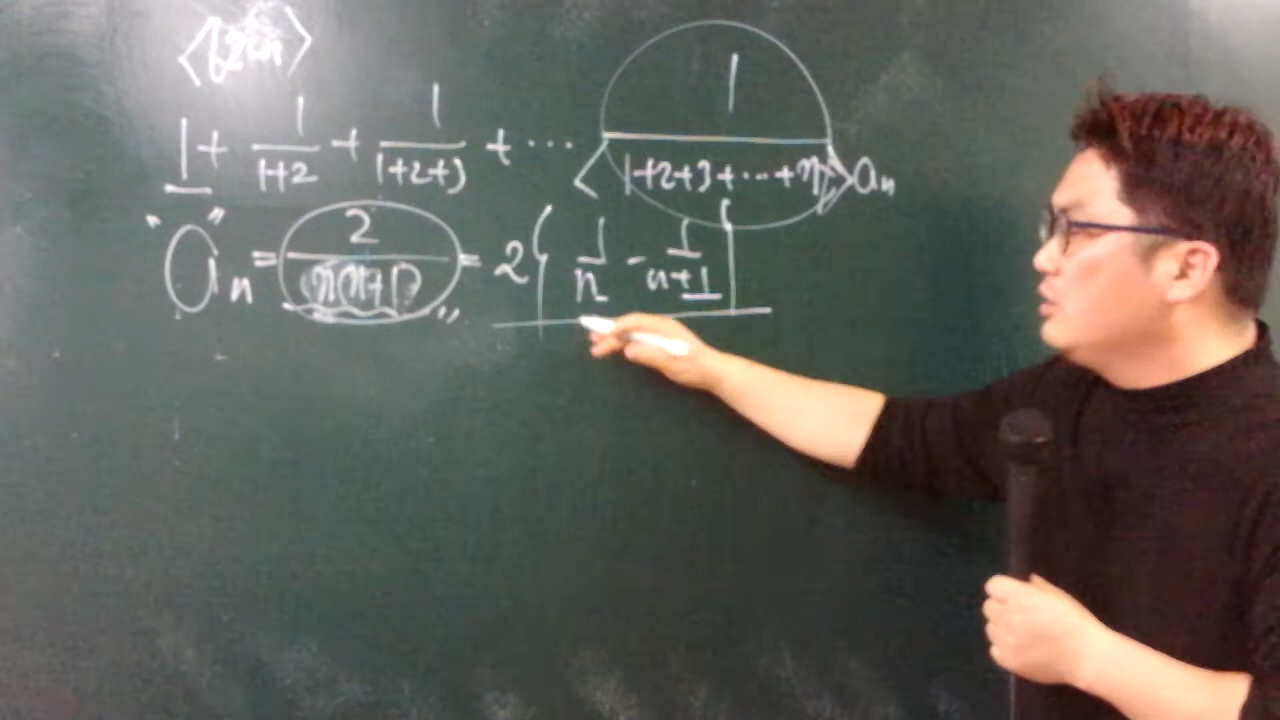 1 + 1/(1+2) + 1/(1+2+3) + ··· 1/(1+2+3+···+n) aₙ
"aₙ" = 2/(n(n+1)) = 2(1/n - 1/(n+1))